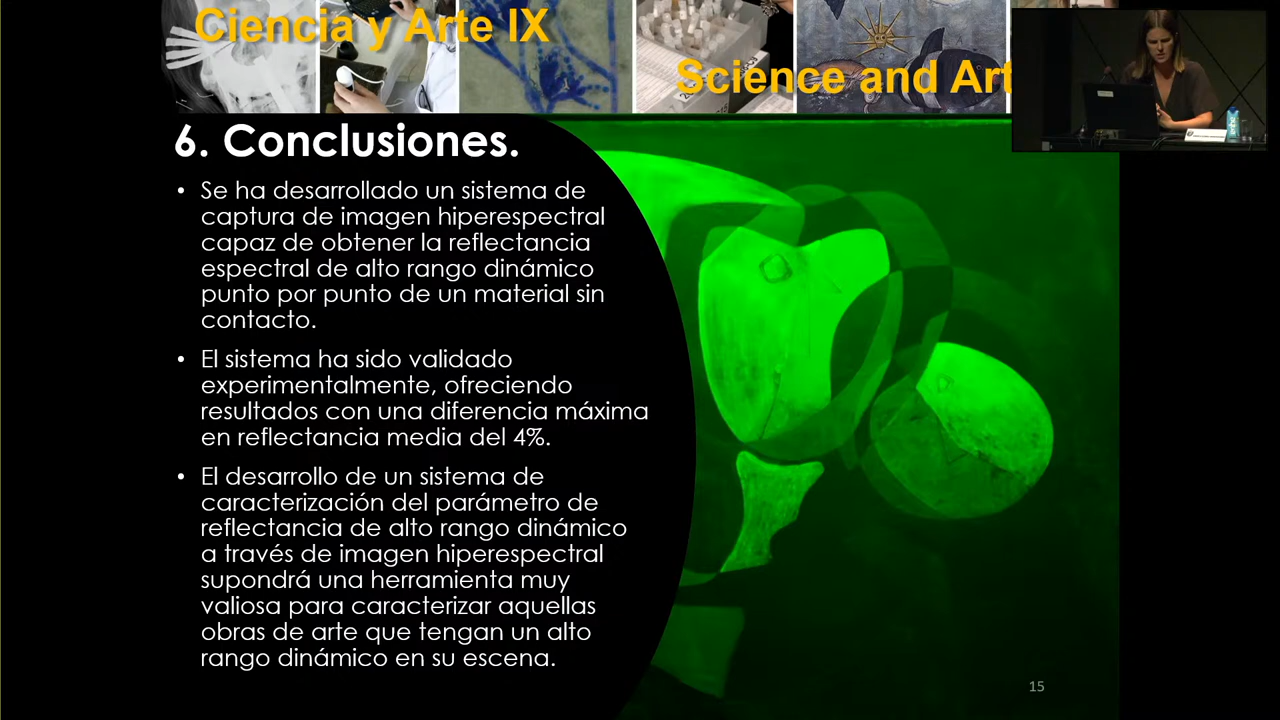 Ciencia y Arte IX
Science and Art
6. Conclusiones.
• Se ha desarrollado un sistema de
captura de imagen hiperespectral
capaz de obtener la reflectancia
espectral de alto rango dinámico
punto por punto de un material sin
contacto.
• El sistema ha sido validado
experimentalmente, ofreciendo
resultados con una diferencia máxima
en reflectancia media del 4%.
• El desarrollo de un sistema de
caracterización del parámetro de
reflectancia de alto rango dinámico
a través de imagen hiperespectral
supondrá una herramienta muy
valiosa para caracterizar aquellas
obras de arte que tengan un alto
rango dinámico en su escena.
15